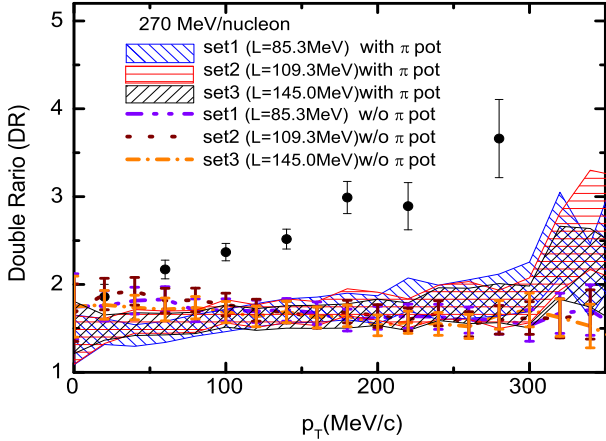 270 MeV/nucleon
set1 (L=85.3MeV) with π pot
set2 (L=109.3MeV)with π pot
set3 (L=145.0MeV)with π pot
set1 (L=85.3MeV) w/o π pot
set2 (L=109.3MeV)w/o π pot
set3 (L=145.0MeV)w/o π pot
Double Rario (DR)
5
4
3
2
1
0 100 200 300
p_T(MeV/c)